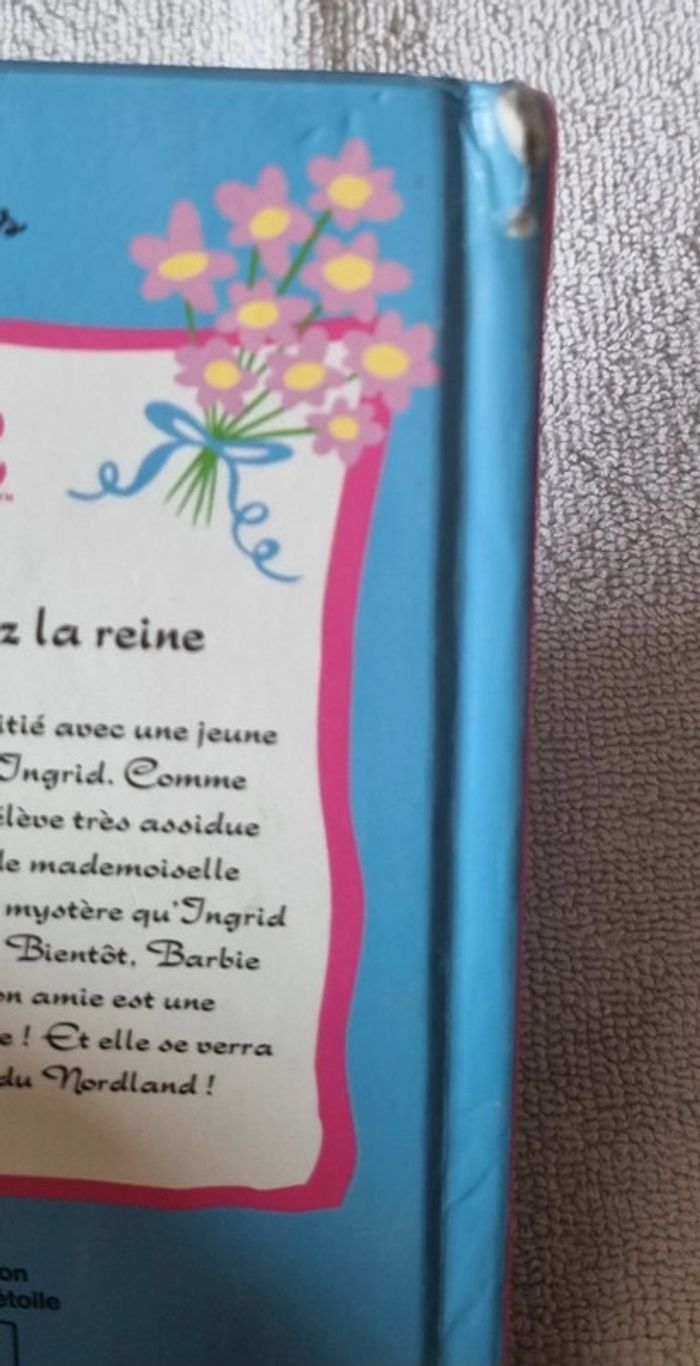 z la reine
itié avec une jeune
Ingrid. Comme
élève très assidue
de mademoiselle
mystère qu'Ingrid
Bientôt, Barbie
on amie est une
e ! Et elle se verra
du Nordland !
on
étoile